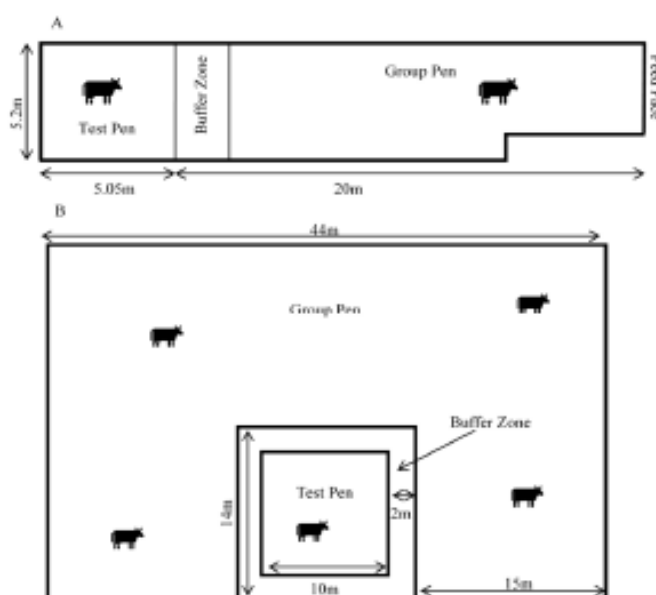 A
Group Pen
Buffer Zone
5.2m
Test Pen
5.05m
20m
B
44m
Group Pen
Buffer Zone
Test Pen
14m
2m
10m
15m